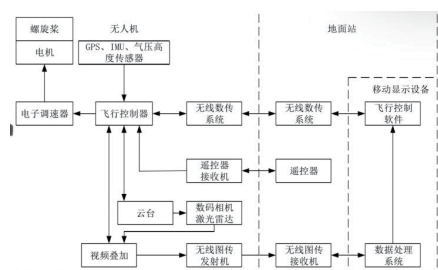 螺旋桨
无人机
地面站
电机
GPS、IMU、气压高
度传感器
移动显示设备
电子调速器
飞行控制器
无线数传
系统
无线数传
系统
飞行控制
软件
遥控器
接收机
遥控器
云台
数码相机
激光雷达
视频叠加
无线图传
发射机
无线图传
接收机
数据处理
系统